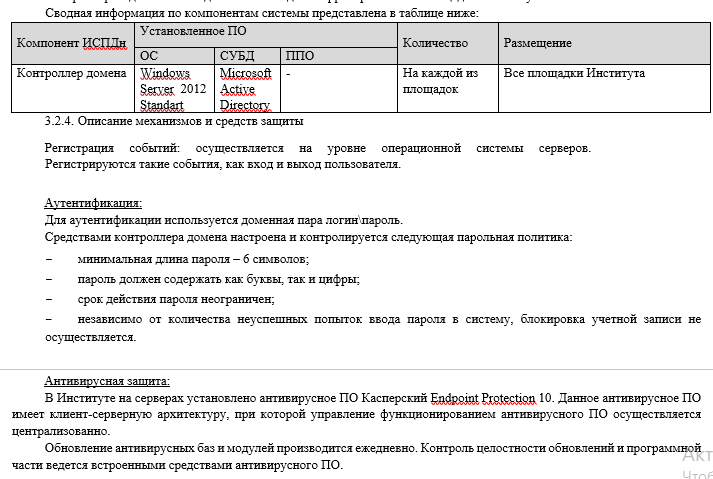 Сводная информация по компонентам системы представлена в таблице ниже:
Компонент ИСПДн Установленное ПО Количество Размещение
ОС СУБД ППО
Контроллер домена Windows Microsoft - На каждой из Все площадки Института
Server 2012 Active площадок
Standart Directory
3.2.4. Описание механизмов и средств защиты
Регистрация событий: осуществляется на уровне операционной системы серверов.
Регистрируются такие события, как вход и выход пользователя.
Аутентификация:
Для аутентификации используется доменная пара логин\пароль.
Средствами контроллера домена настроена и контролируется следующая парольная политика:
– минимальная длина пароля – 6 символов;
– пароль должен содержать как буквы, так и цифры;
– срок действия пароля неограничен;
– независимо от количества неуспешных попыток ввода пароля в систему, блокировка учетной записи не
осуществляется.
Антивирусная защита:
В Институте на серверах установлено антивирусное ПО Касперский Endpoint Protection 10. Данное антивирусное ПО
имеет клиент-серверную архитектуру, при которой управление функционированием антивирусного ПО осуществляется
централизованно.
Обновление антивирусных баз и модулей производится ежедневно. Контроль целостности обновлений и программной
части ведется встроенными средствами антивирусного ПО.
Акт
Чтоб